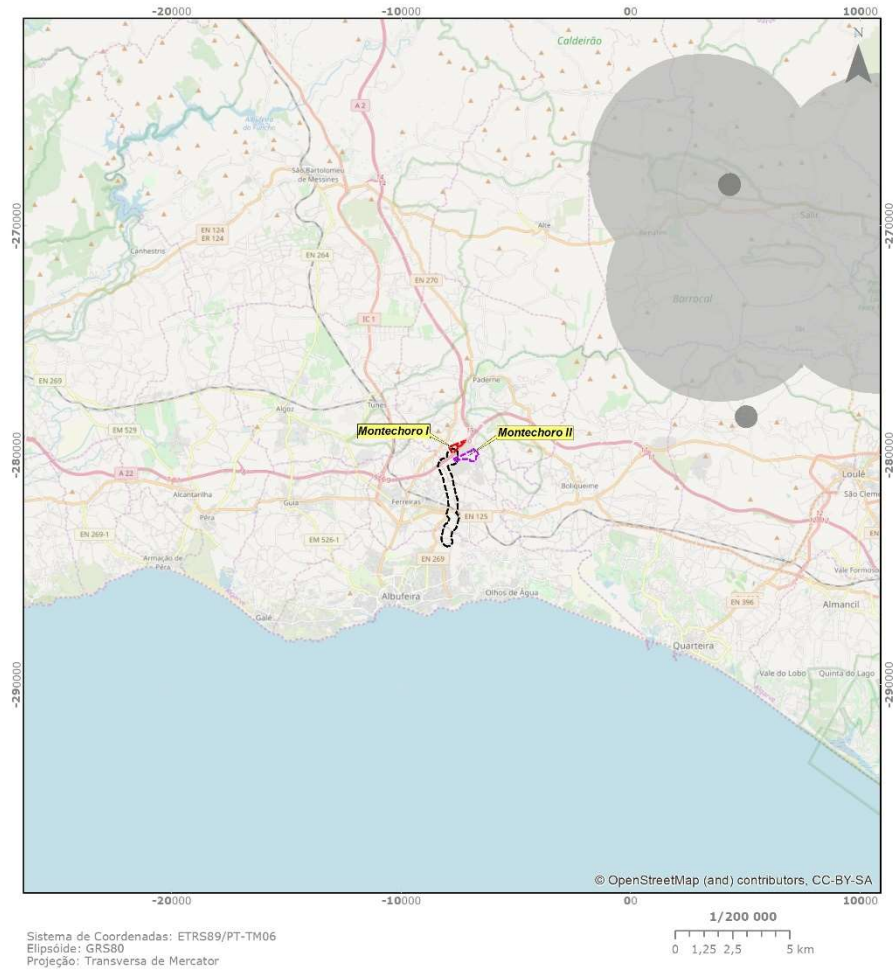 -20000 -10000 00 10000
N
Caldeirão
A 2
São Bartolomeu
de Messines
-270000
-270000
Salir
Alte
EN 124
ER 124
EN 264
EN 270
Barrocal
IC 1
Paderne
EN 269
Tunes
Algoz
Montechoro I
Montechoro II
EM 529
-280000
-280000
A 22
Loulé
São Clemen
Boliqueime
Alcantarilha
Guia
Ferreiras
EN 125
Pêra
EN 269-1
EM 526-1
Armação de
Pêra
EN 269
Vale Formoso
Olhos de Água
EN 396
Albufeira
Almancil
Galé
Quarteira
Vale do Lobo
Quinta do Lago
-290000
-290000
Algarve
© OpenStreetMap (and) contributors, CC-BY-SA
-20000 -10000 00 10000
1/200 000
0 1,25 2,5 5 km
Sistema de Coordenadas: ETRS89/PT-TM06
Elipsóide: GRS80
Projeção: Transversa de Mercator